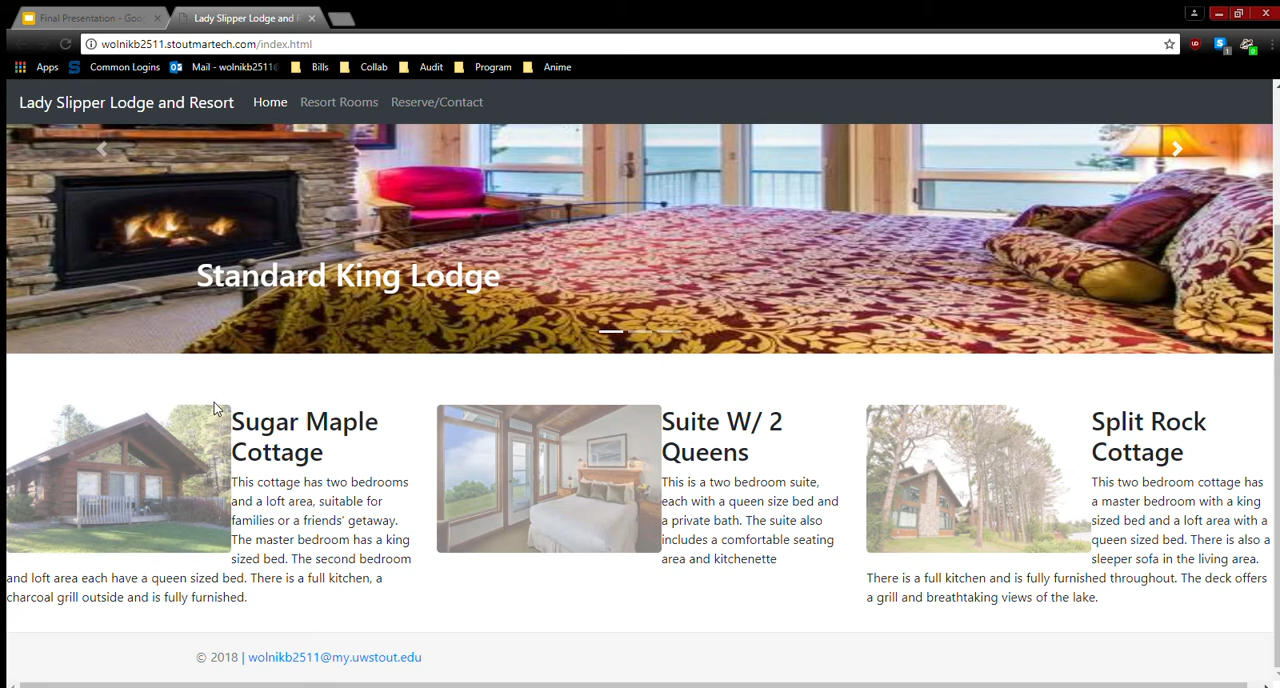 Final Presentation - Goo
Lady Slipper Lodge and R
wolnikb2511.stoutmartech.com/index.html
Apps Common Logins Mail - wolnikb2511 Bills Collab Audit Program Anime
Lady Slipper Lodge and Resort Home Resort Rooms Reserve/Contact
Standard King Lodge
Sugar Maple
Cottage
This cottage has two bedrooms
and a loft area, suitable for
families or a friends' getaway.
The master bedroom has a king
sized bed. The second bedroom
and loft area each have a queen sized bed. There is a full kitchen, a
charcoal grill outside and is fully furnished.
Suite W/ 2
Queens
This is a two bedroom suite,
each with a queen size bed and
a private bath. The suite also
includes a comfortable seating
area and kitchenette
Split Rock
Cottage
This two bedroom cottage has
a master bedroom with a king
sized bed and a loft area with a
queen sized bed. There is also a
sleeper sofa in the living area.
There is a full kitchen and is fully furnished throughout. The deck offers
a grill and breathtaking views of the lake.
© 2018 | wolnikb2511@my.uwstout.edu